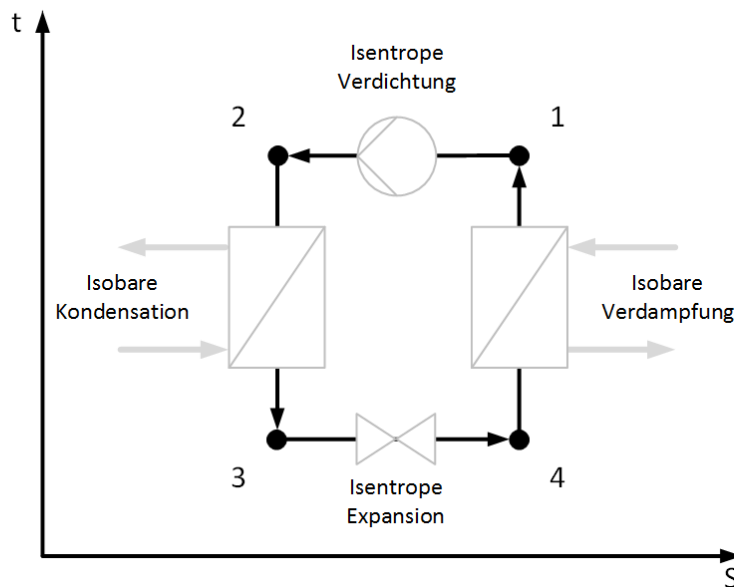 t
Isentrope
Verdichtung
2
1
Isobare
Kondensation
Isobare
Verdampfung
3
4
Isentrope
Expansion
S